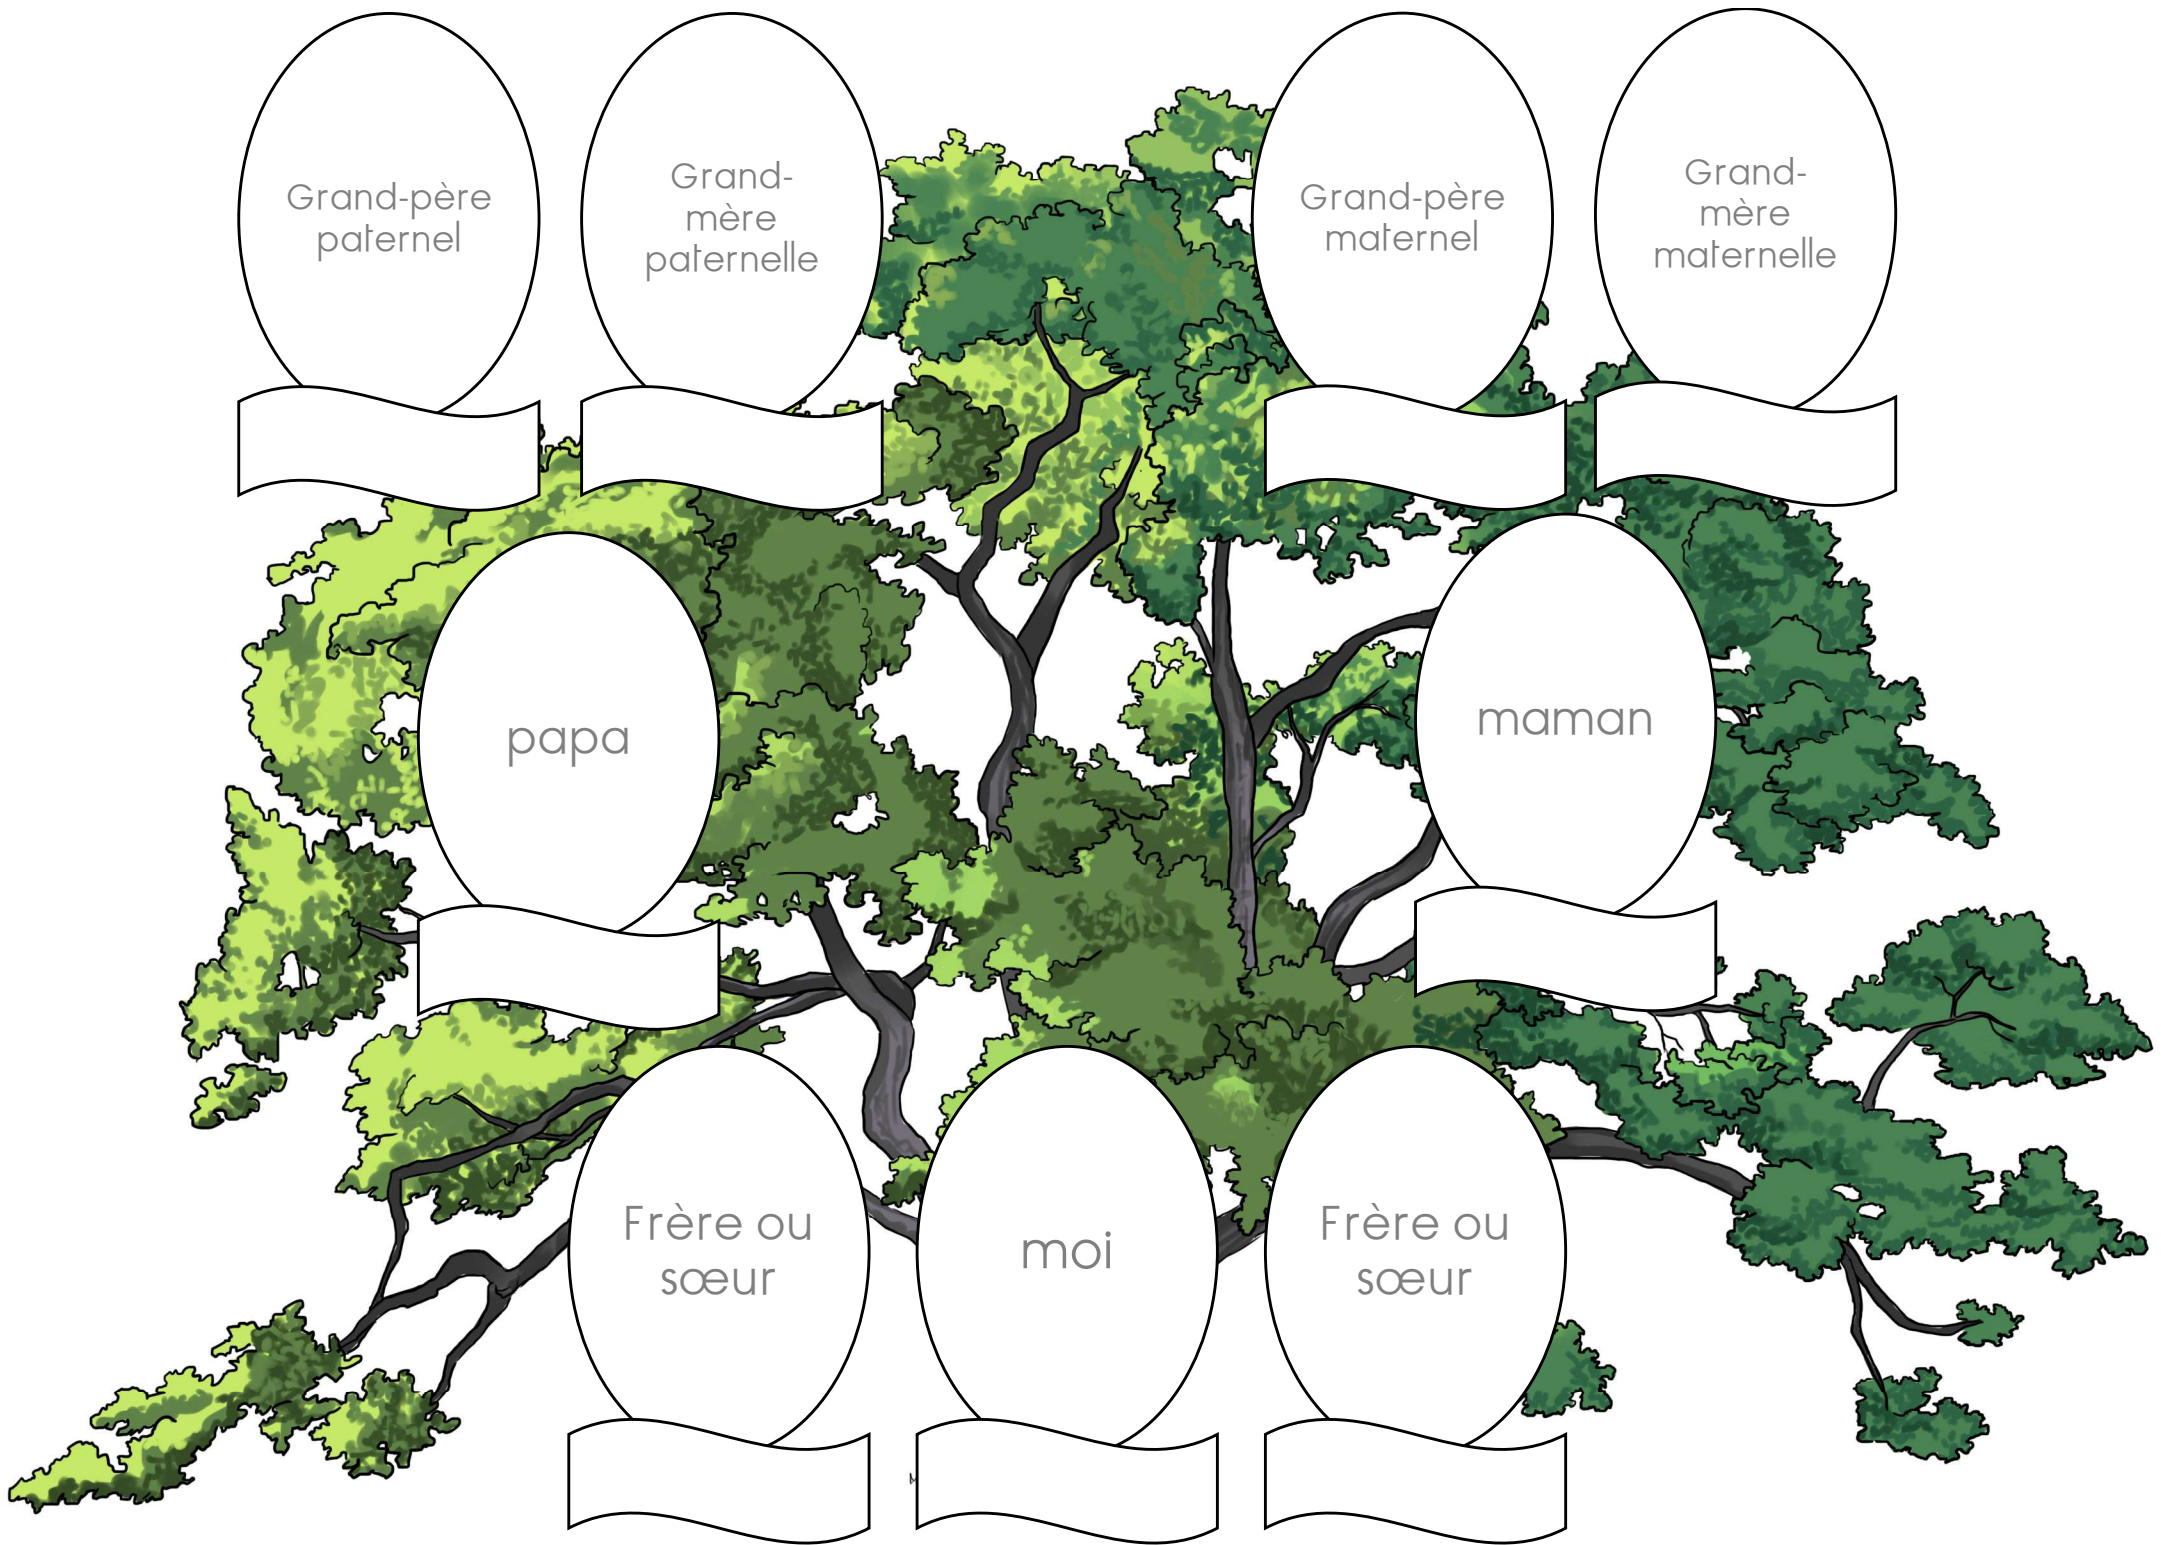 Grand-père
paternel
Grand-
mère
paternelle
Grand-père
maternel
Grand-
mère
maternelle
papa
maman
Frère ou
sœur
moi
Frère ou
sœur